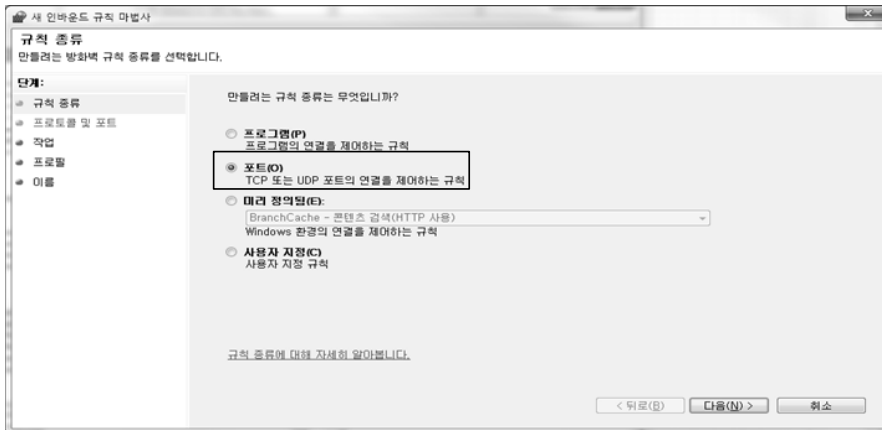 새 인바운드 규칙 마법사
규칙 종류
만들려는 방화벽 규칙 종류를 선택합니다.
단계:
규칙 종류
프로토콜 및 포트
작업
프로필
이름
만들려는 규칙 종류는 무엇입니까?
프로그램(P)
프로그램의 연결을 제어하는 규칙
포트(O)
TCP 또는 UDP 포트의 연결을 제어하는 규칙
미리 정의됨(E):
BranchCache - 콘텐츠 검색(HTTP 사용)
Windows 환경의 연결을 제어하는 규칙
사용자 지정(C)
사용자 지정 규칙
규칙 종류에 대해 자세히 알아봅니다.
< 뒤로(B) 다음(N) > 취소